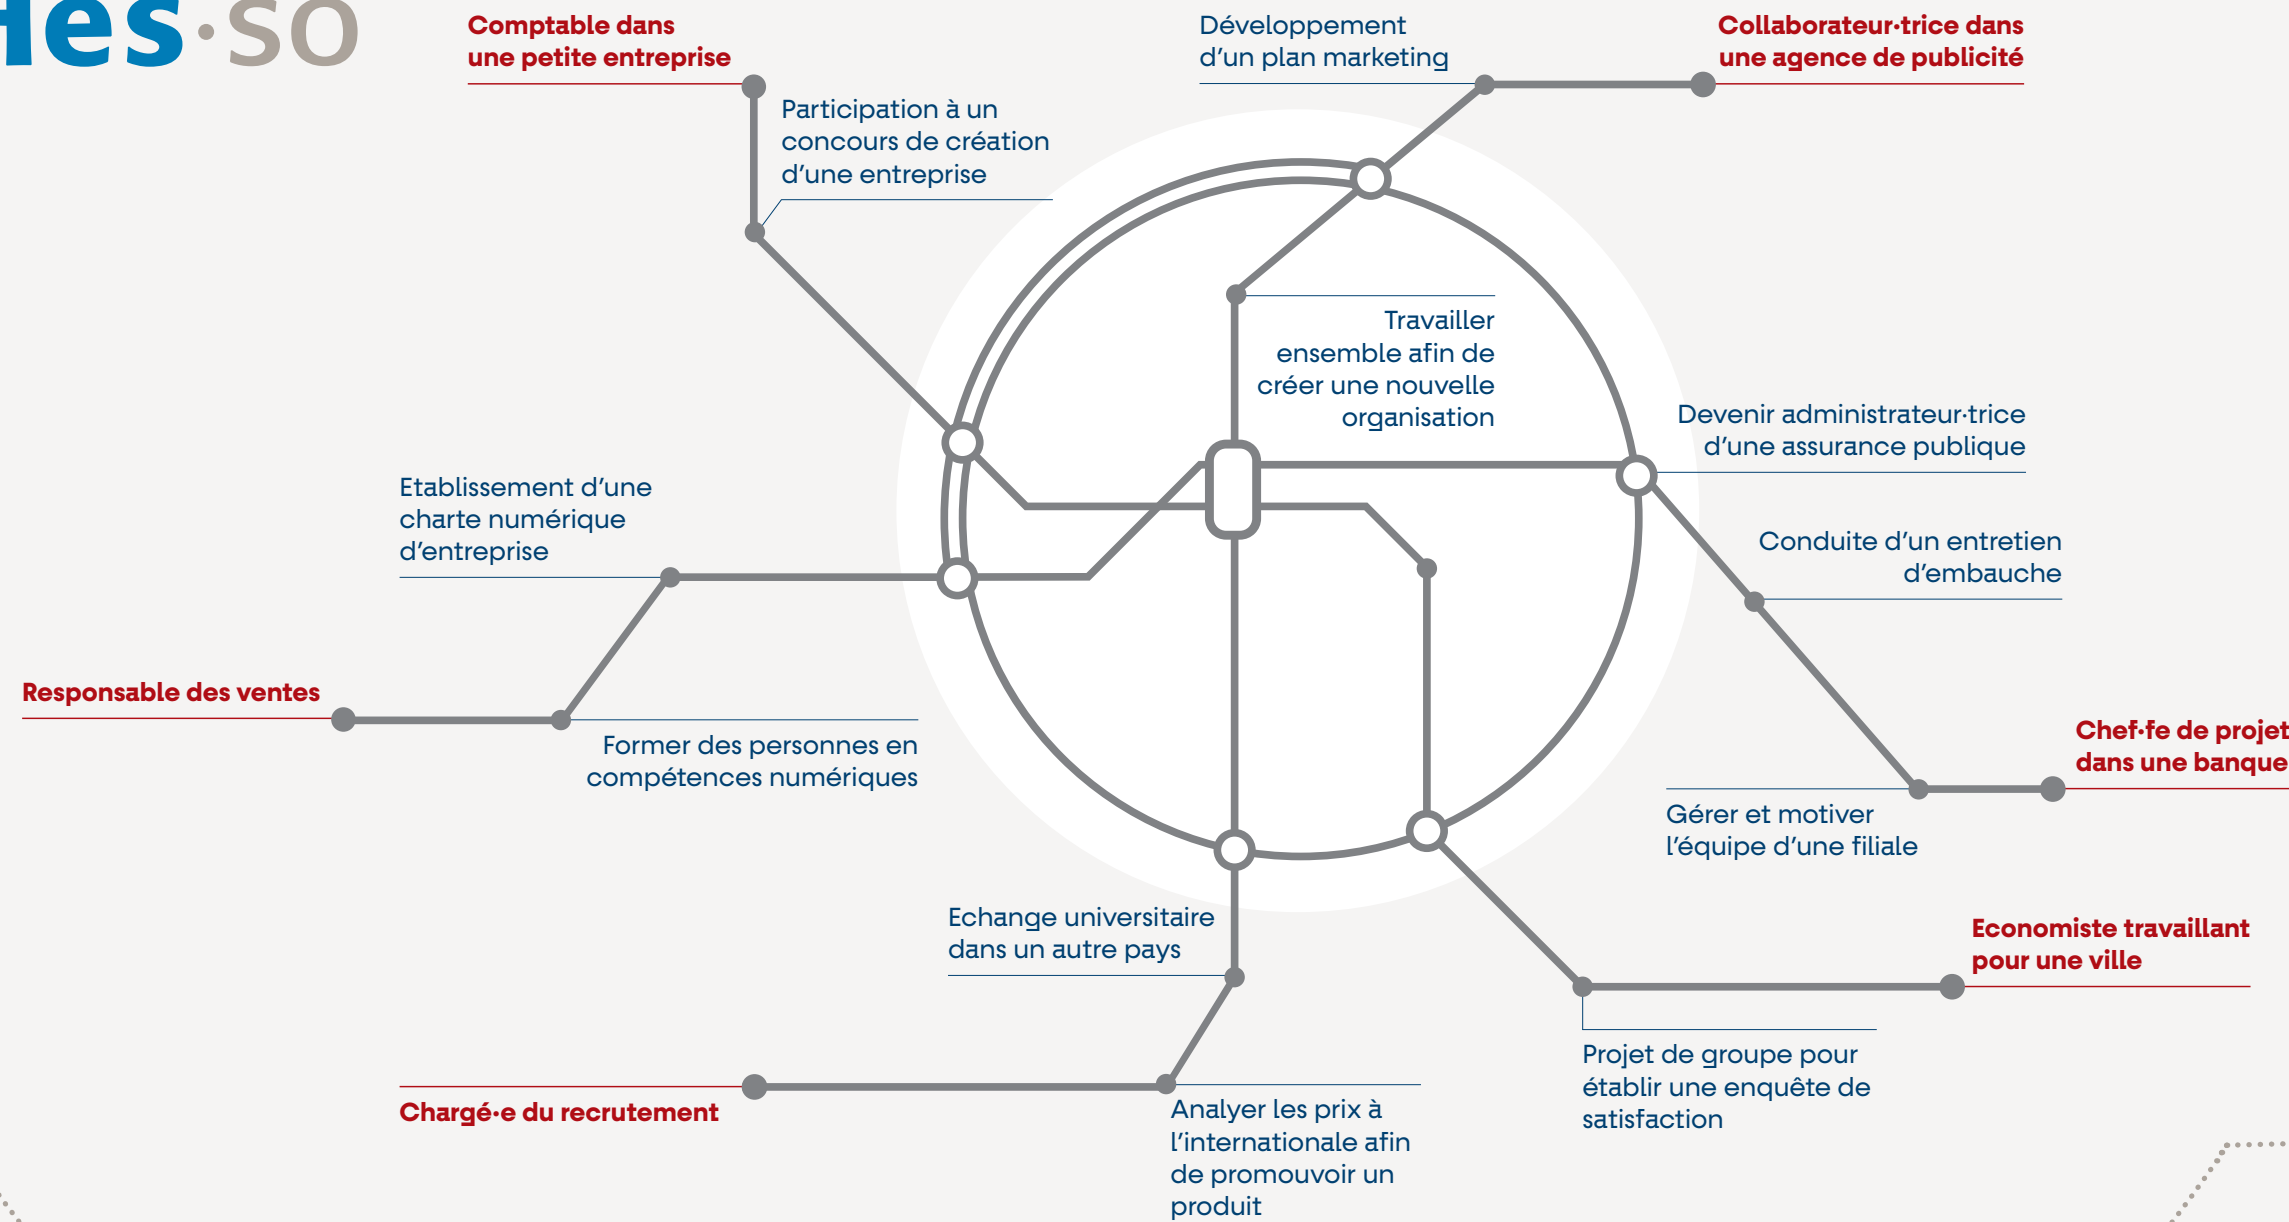 Hes·so
Comptable dans
une petite entreprise
Développement
d'un plan marketing
Collaborateur·trice dans
une agence de publicité
Participation à un
concours de création
d'une entreprise
Travailler
ensemble afin de
créer une nouvelle
organisation
Devenir administrateur·trice
d'une assurance publique
Etablissement d'une
charte numérique
d'entreprise
Conduite d'un entretien
d'embauche
Responsable des ventes
Former des personnes en
compétences numériques
Chef·fe de projet
dans une banque
Gérer et motiver
l'équipe d'une filiale
Echange universitaire
dans un autre pays
Economiste travaillant
pour une ville
Projet de groupe pour
établir une enquête de
satisfaction
Chargé·e du recrutement
Analyer les prix à
l'internationale afin
de promouvoir un
produit